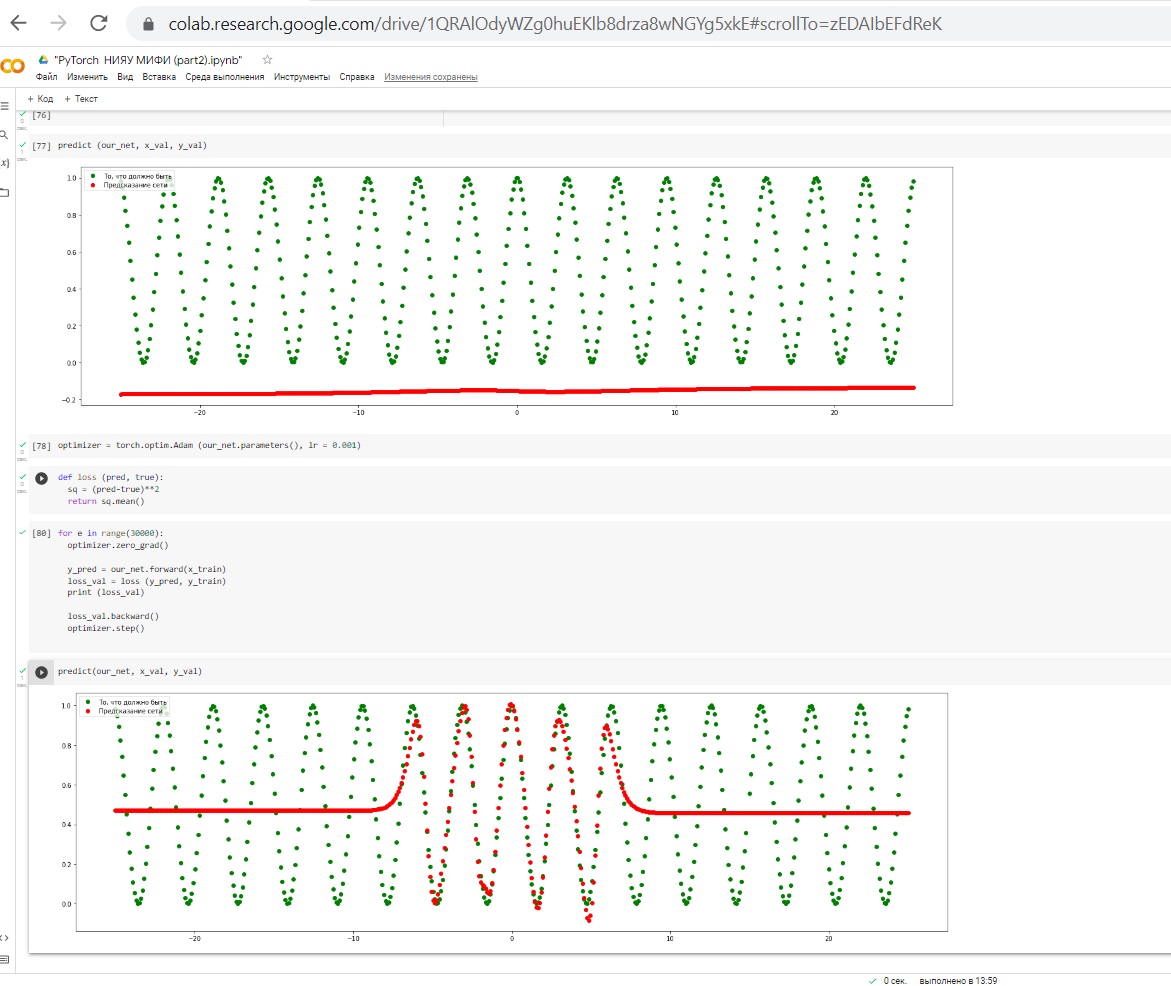 colab.research.google.com/drive/1QRAlOdyWZg0huEKlb8drza8wNGYg5xkE#scrollTo=zEDAIbEFdReK
"PyTorch НИЯУ МИФИ (part2).ipynb"
Файл Изменить Вид Вставка Среда выполнения Инструменты Справка Изменения сохранены
+ Код + Текст
[76]
[77] predict (our_net, x_val, y_val)
То, что должно быть
Предсказание сети
1.0
0.8
0.6
0.4
0.2
0.0
−0.2
−20 −10 0 10 20
[78] optimizer = torch.optim.Adam (our_net.parameters(), lr = 0.001)
def loss (pred, true):
sq = (pred-true)**2
return sq.mean()
[80] for e in range(30000):
optimizer.zero_grad()
y_pred = our_net.forward(x_train)
loss_val = loss (y_pred, y_train)
print (loss_val)
loss_val.backward()
optimizer.step()
predict(our_net, x_val, y_val)
То, что должно быть
Предсказание сети
1.0
0.8
0.6
0.4
0.2
0.0
−20 −10 0 10 20
0 сек. выполнено в 13:59